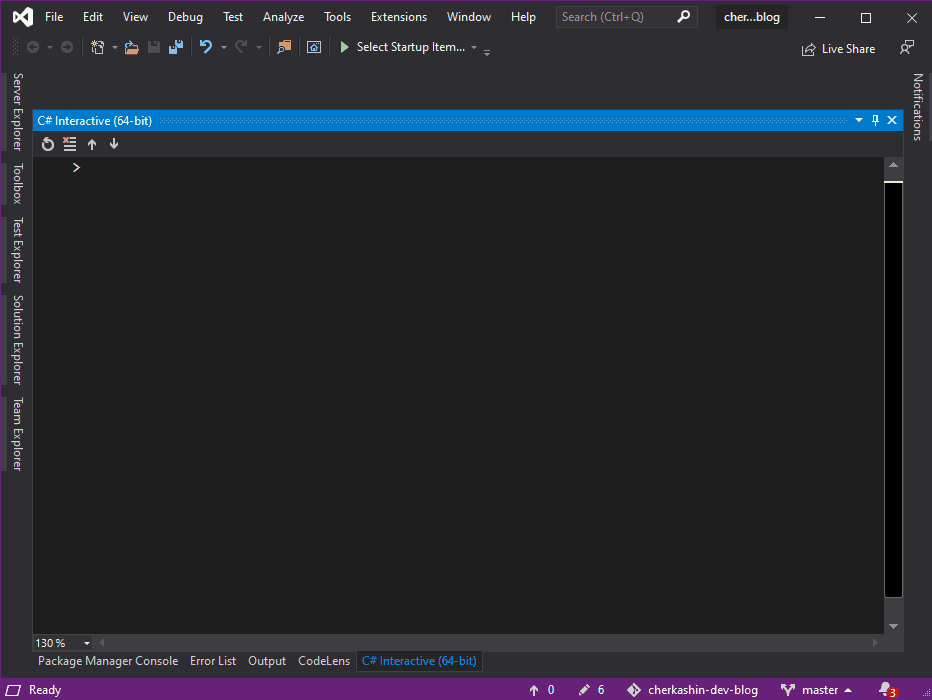 File Edit View Debug Test Analyze Tools Extensions Window Help Search (Ctrl+Q) cher...blog
Select Startup Item... Live Share
Server Explorer
Toolbox
Test Explorer
Solution Explorer
Team Explorer
Notifications
C# Interactive (64-bit)
>
130 %
Package Manager Console Error List Output CodeLens C# Interactive (64-bit)
Ready 0 6 cherkashin-dev-blog master 3